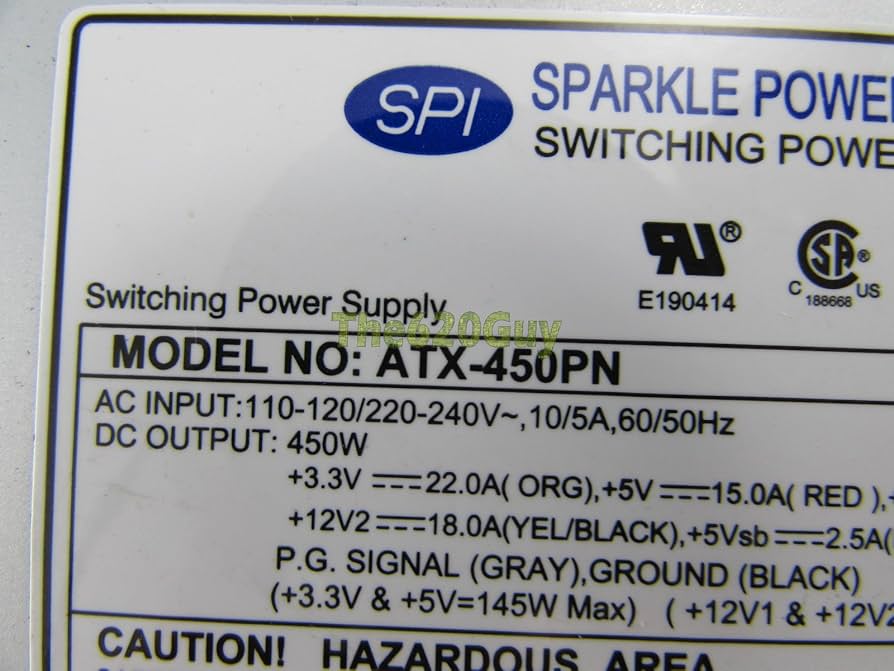 SPI
SPARKLE POWE
SWITCHING POWE
RU®
E190414
SA®
C 188668 US
Switching Power Supply
The620Guy
MODEL NO: ATX-450PN
AC INPUT:110-120/220-240V~,10/5A,60/50Hz
DC OUTPUT: 450W
+3.3V ⎓22.0A( ORG),+5V⎓15.0A( RED ),+
+12V2⎓18.0A(YEL/BLACK),+5Vsb⎓2.5A(
P.G. SIGNAL (GRAY),GROUND (BLACK)
(+3.3V & +5V=145W Max) ( +12V1 & +12V2
CAUTION! HAZARDOUS AREA